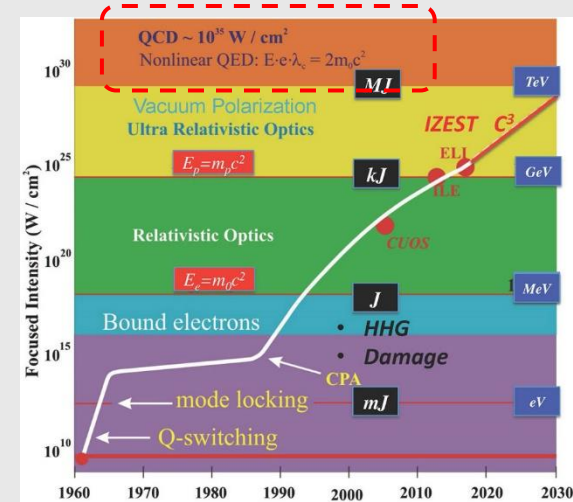 QCD ~ 10³⁵ W / cm²
Nonlinear QED: E·e·λc = 2m₀c²
10³⁰
MJ
TeV
Vacuum Polarization
Ultra Relativistic Optics
IZEST C³
ELI
Eₚ=mₚc²
kJ
GeV
10²⁵
ILE
Relativistic Optics
CUOS
10²⁰
Eₑ=m₀c²
J
MeV
Bound electrons
• HHG
10¹⁵
• Damage
CPA
mode locking
mJ
eV
Q-switching
10¹⁰
Focused Intensity (W / cm²)
1960 1970 1980 1990 2000 2010 2020 2030